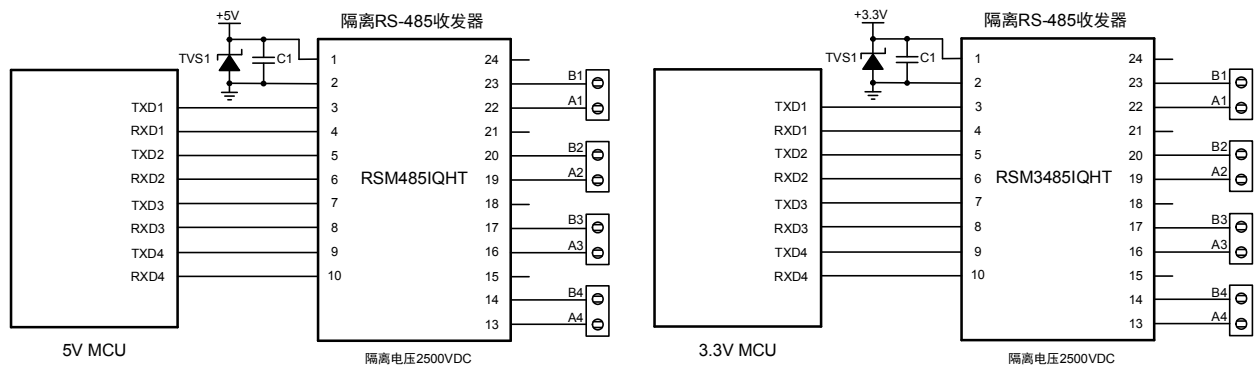 +5V
隔离RS-485收发器
TVS1
C1
1
2
TXD1
3
RXD1
4
TXD2
5
RXD2
6
TXD3
7
RXD3
8
TXD4
9
RXD4
10
RSM485IQHT
24
23
B1
22
A1
21
20
B2
19
A2
18
17
B3
16
A3
15
14
B4
13
A4
5V MCU
隔离电压2500VDC
+3.3V
隔离RS-485收发器
TVS1
C1
1
2
TXD1
3
RXD1
4
TXD2
5
RXD2
6
TXD3
7
RXD3
8
TXD4
9
RXD4
10
RSM3485IQHT
24
23
B1
22
A1
21
20
B2
19
A2
18
17
B3
16
A3
15
14
B4
13
A4
3.3V MCU
隔离电压2500VDC